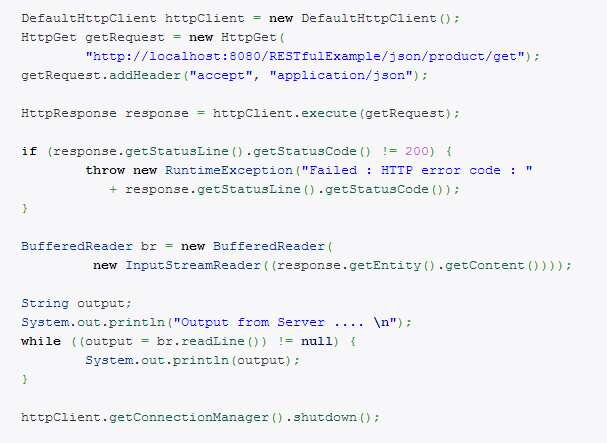 DefaultHttpClient httpClient = new DefaultHttpClient();
HttpGet getRequest = new HttpGet(
"http://localhost:8080/RESTfulExample/json/product/get");
getRequest.addHeader("accept", "application/json");
HttpResponse response = httpClient.execute(getRequest);
if (response.getStatusLine().getStatusCode() != 200) {
throw new RuntimeException("Failed : HTTP error code : "
+ response.getStatusLine().getStatusCode());
}
BufferedReader br = new BufferedReader(
new InputStreamReader((response.getEntity().getContent())));
String output;
System.out.println("Output from Server .... \n");
while ((output = br.readLine()) != null) {
System.out.println(output);
}
httpClient.getConnectionManager().shutdown();